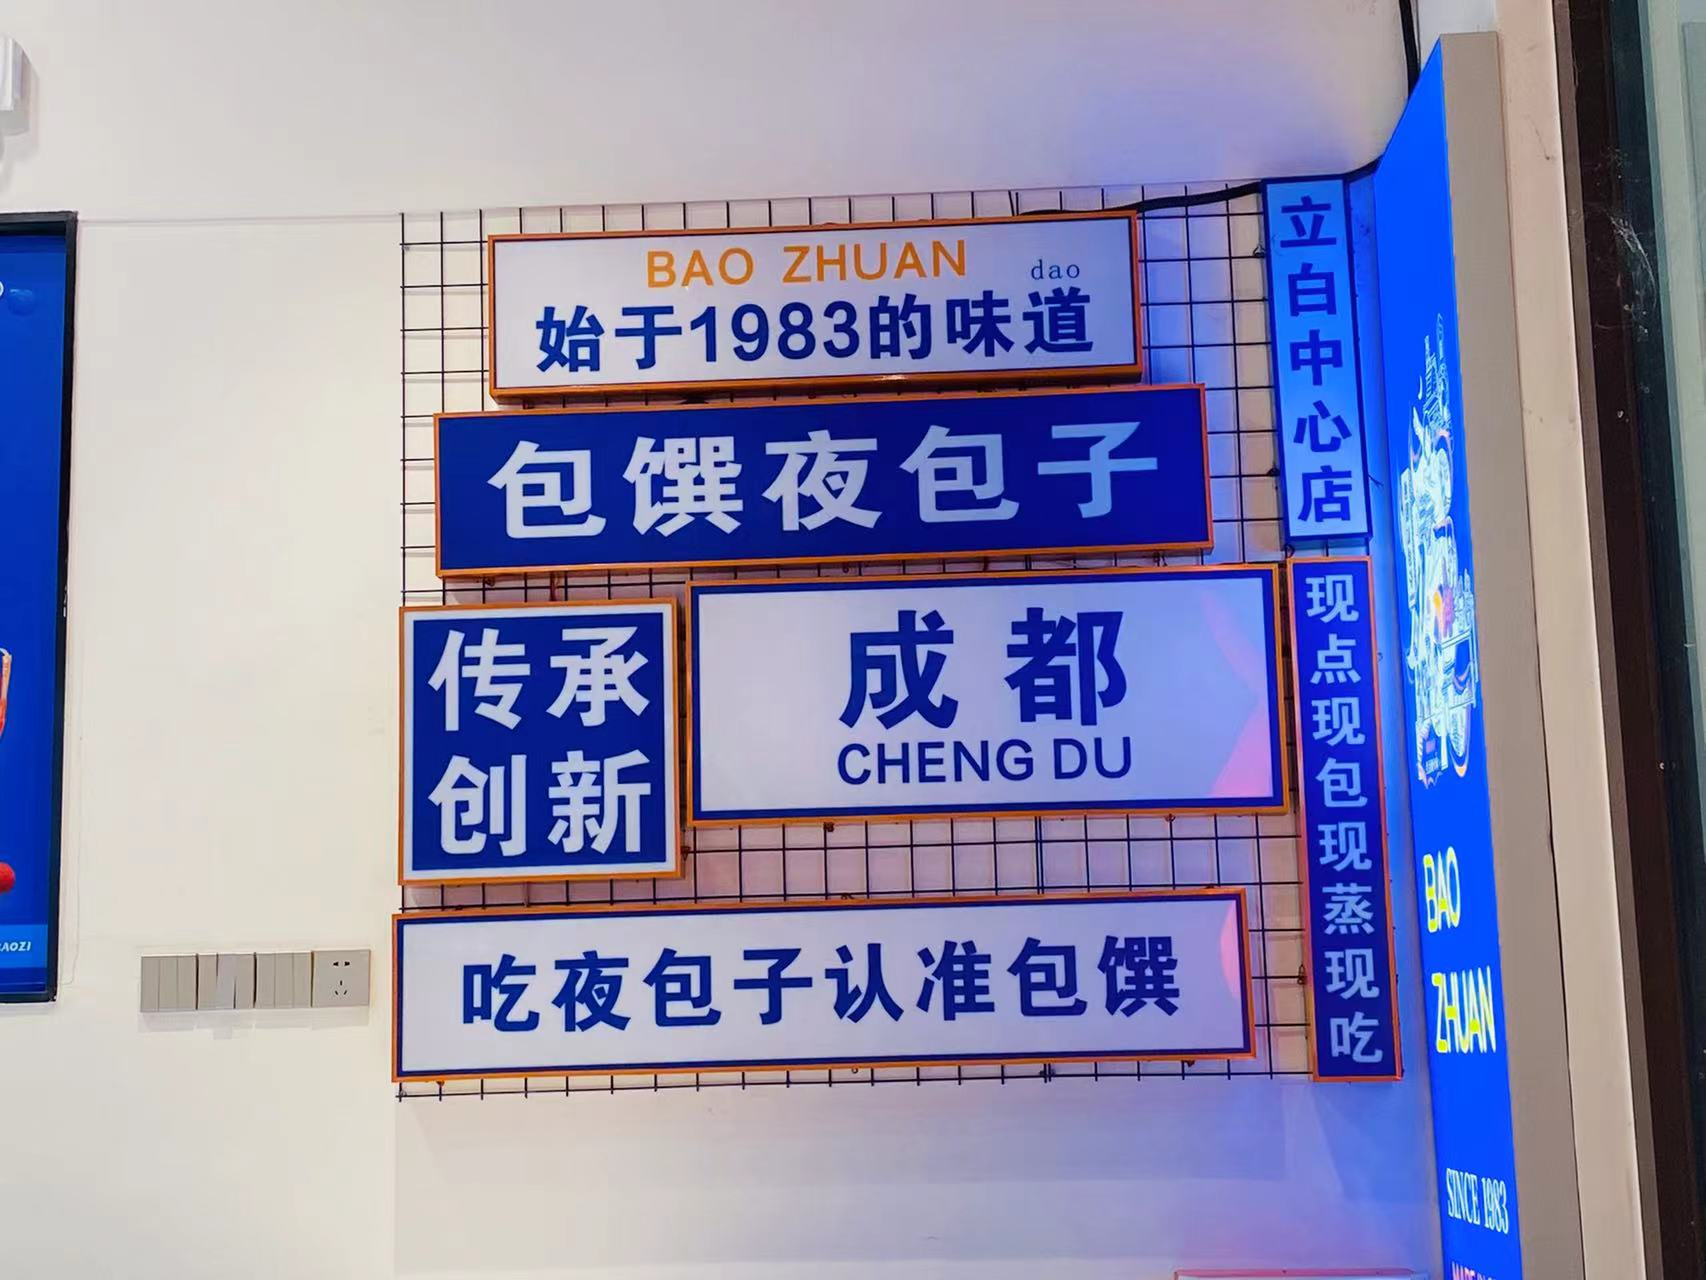 BAO ZHUAN
dao
始于1983的味道
包馔夜包子
传承
创新
成都
CHENG DU
吃夜包子认准包馔
立白中心店
现点现包现蒸现吃
BAO
ZHUAN
SINCE 1983